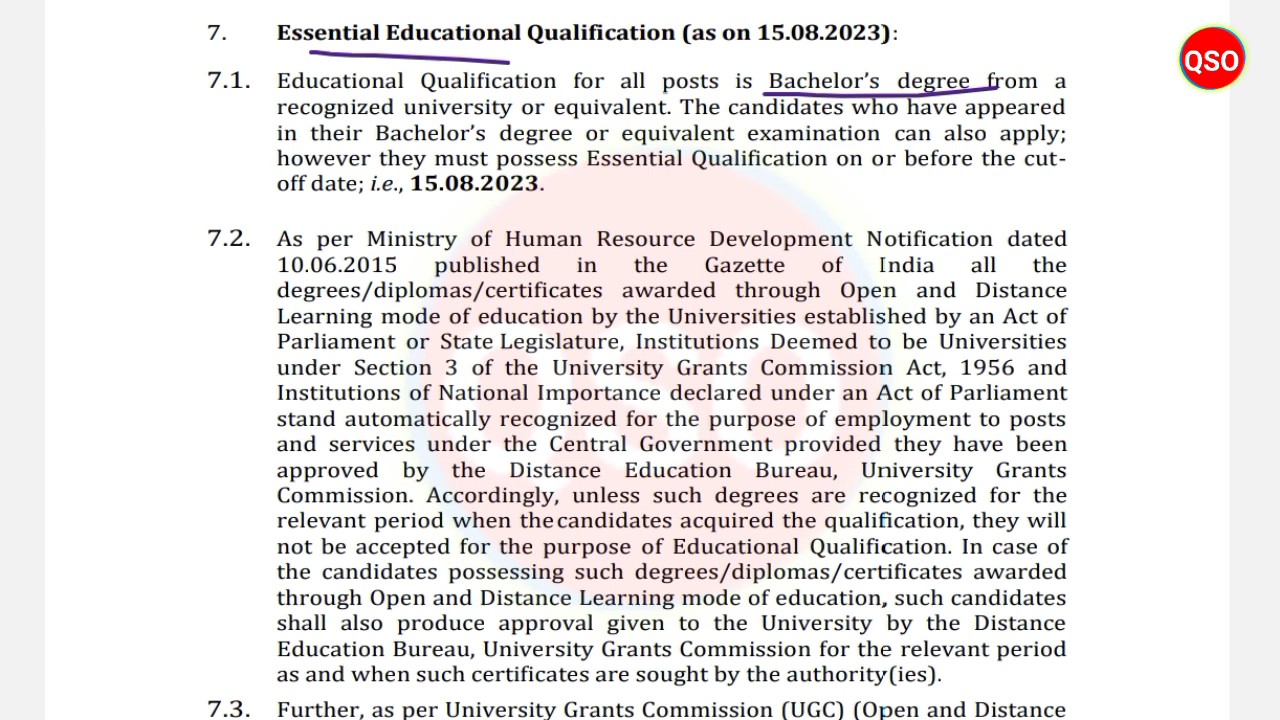 7. Essential Educational Qualification (as on 15.08.2023):
QSO
7.1. Educational Qualification for all posts is Bachelor's degree from a
recognized university or equivalent. The candidates who have appeared
in their Bachelor's degree or equivalent examination can also apply;
however they must possess Essential Qualification on or before the cut-
off date; i.e., 15.08.2023.
7.2. As per Ministry of Human Resource Development Notification dated
10.06.2015 published in the Gazette of India all the
degrees/diplomas/certificates awarded through Open and Distance
Learning mode of education by the Universities established by an Act of
Parliament or State Legislature, Institutions Deemed to be Universities
under Section 3 of the University Grants Commission Act, 1956 and
Institutions of National Importance declared under an Act of Parliament
stand automatically recognized for the purpose of employment to posts
and services under the Central Government provided they have been
approved by the Distance Education Bureau, University Grants
Commission. Accordingly, unless such degrees are recognized for the
relevant period when the candidates acquired the qualification, they will
not be accepted for the purpose of Educational Qualification. In case of
the candidates possessing such degrees/diplomas/certificates awarded
through Open and Distance Learning mode of education, such candidates
shall also produce approval given to the University by the Distance
Education Bureau, University Grants Commission for the relevant period
as and when such certificates are sought by the authority(ies).
7.3. Further, as per University Grants Commission (UGC) (Open and Distance
QSO